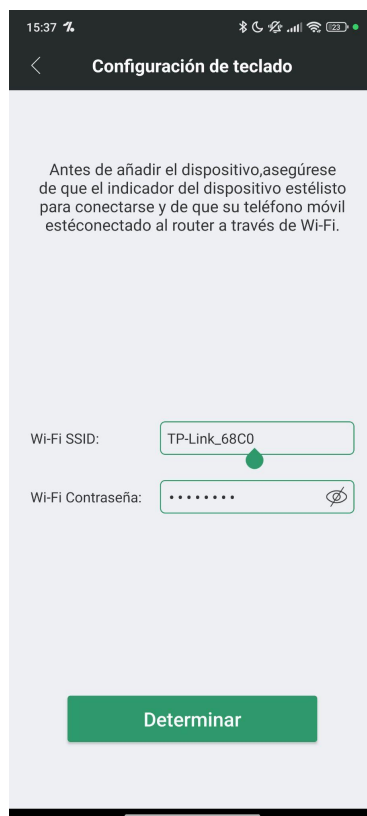 15:37
23
Configuración de teclado
Antes de añadir el dispositivo,asegúrese
de que el indicador del dispositivo estélisto
para conectarse y de que su teléfono móvil
estéconectado al router a través de Wi-Fi.
Wi-Fi SSID:
TP-Link_68C0
Wi-Fi Contraseña:
••••••••
Determinar